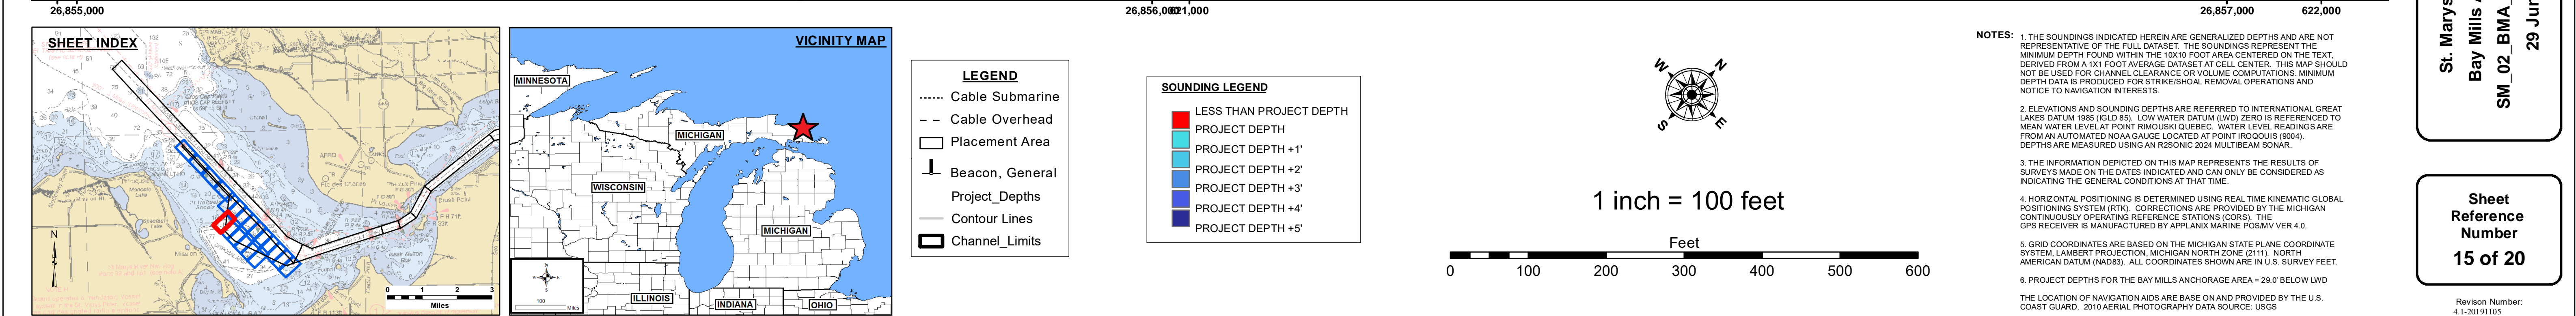 26,855,000
26,856,000
621,000
26,857,000
622,000
SHEET INDEX
N
0 1 2 3
Miles
VICINITY MAP
MINNESOTA
MICHIGAN
WISCONSIN
MICHIGAN
ILLINOIS
INDIANA
OHIO
100
Miles
LEGEND
Cable Submarine
Cable Overhead
Placement Area
Beacon, General
Project_Depths
Contour Lines
Channel_Limits
SOUNDING LEGEND
LESS THAN PROJECT DEPTH
PROJECT DEPTH
PROJECT DEPTH +1'
PROJECT DEPTH +2'
PROJECT DEPTH +3'
PROJECT DEPTH +4'
PROJECT DEPTH +5'
W N
S E
1 inch = 100 feet
Feet
0 100 200 300 400 500 600
NOTES:
1. THE SOUNDINGS INDICATED HEREIN ARE GENERALIZED DEPTHS AND ARE NOT
REPRESENTATIVE OF THE FULL DATASET. THE SOUNDINGS REPRESENT THE
MINIMUM DEPTH FOUND WITHIN THE 10X10 FOOT AREA CENTERED ON THE TEXT,
DERIVED FROM A 1X1 FOOT AVERAGE DATASET AT CELL CENTER. THIS MAP SHOULD
NOT BE USED FOR CHANNEL CLEARANCE OR VOLUME COMPUTATIONS. MINIMUM
DEPTH DATA IS PRODUCED FOR STRIKE/SHOAL REMOVAL OPERATIONS AND
NOTICE TO NAVIGATION INTERESTS.
2. ELEVATIONS AND SOUNDING DEPTHS ARE REFERRED TO INTERNATIONAL GREAT
LAKES DATUM 1985 (IGLD 85). LOW WATER DATUM (LWD) ZERO IS REFERENCED TO
MEAN WATER LEVELAT POINT RIMOUSKI QUEBEC. WATER LEVEL READINGS ARE
FROM AN AUTOMATED NOAA GAUGE LOCATED AT POINT IROQOUIS (9004).
DEPTHS ARE MEASURED USING AN R2SONIC 2024 MULTIBEAM SONAR.
3. THE INFORMATION DEPICTED ON THIS MAP REPRESENTS THE RESULTS OF
SURVEYS MADE ON THE DATES INDICATED AND CAN ONLY BE CONSIDERED AS
INDICATING THE GENERAL CONDITIONS AT THAT TIME.
4. HORIZONTAL POSITIONING IS DETERMINED USING REAL TIME KINEMATIC GLOBAL
POSITIONING SYSTEM (RTK). CORRECTIONS ARE PROVIDED BY THE MICHIGAN
CONTINUOUSLY OPERATING REFERENCE STATIONS (CORS). THE
GPS RECEIVER IS MANUFACTURED BY APPLANIX MARINE POS/MV VER 4.0.
5. GRID COORDINATES ARE BASED ON THE MICHIGAN STATE PLANE COORDINATE
SYSTEM, LAMBERT PROJECTION, MICHIGAN NORTH ZONE (2111). NORTH
AMERICAN DATUM (NAD83). ALL COORDINATES SHOWN ARE IN U.S. SURVEY FEET.
6. PROJECT DEPTHS FOR THE BAY MILLS ANCHORAGE AREA = 29.0' BELOW LWD
THE LOCATION OF NAVIGATION AIDS ARE BASE ON AND PROVIDED BY THE U.S.
COAST GUARD. 2010 AERIAL PHOTOGRAPHY DATA SOURCE: USGS
St. Marys
Bay Mills
SM_02_BMA_
29 Jun
Sheet
Reference
Number
15 of 20
Revison Number:
4.1-20191105